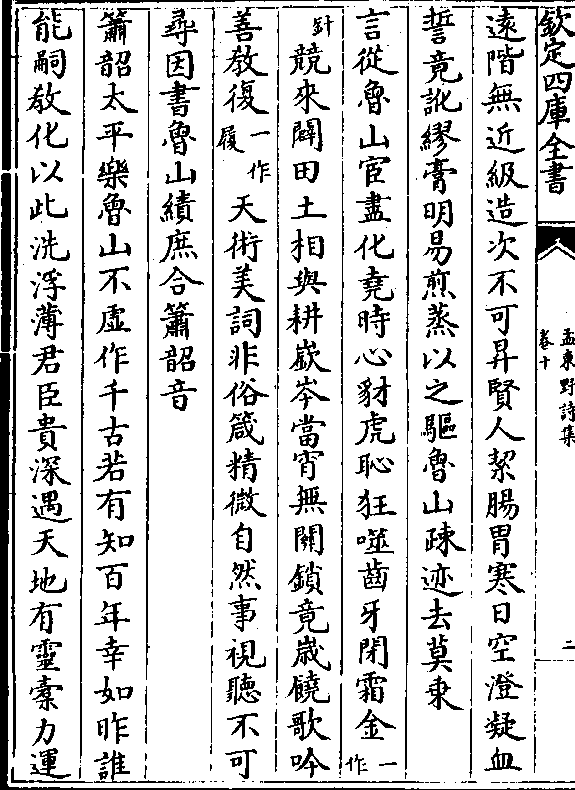 欽定四庫全書
孟東野詩集
卷十
二
遠階無近級造次不可昇賢人潔腸胃寒日空澄凝血
誓竟訛繆膏明易煎蒸以之驅魯山疎迹去莫乗
言從魯山宦盡化堯時心豺虎恥狂噬齒牙閉霜金一作
針競來闢田土相與耕嶔岑當宵無關鎖竟歲饒歌吟
善教復一作履天術美詞非俗箴精微自然事視聽不可
尋因書魯山績庶合簫韶音
簫韶太平樂魯山不虚作千古若有知百年幸如昨誰
能嗣教化以此洗浮薄君臣貴深遇天地有靈橐力運